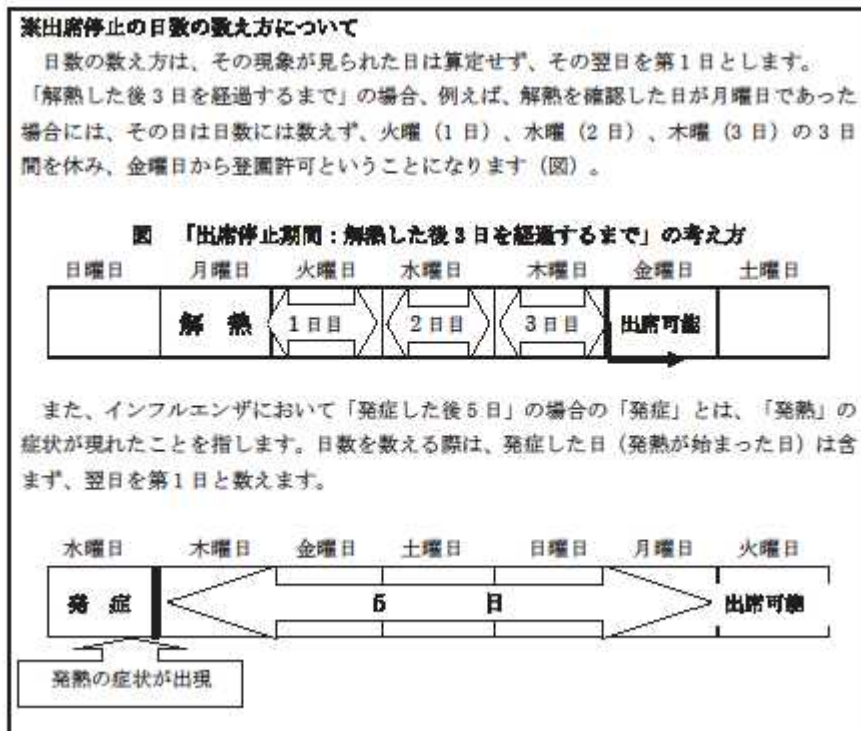 ※出席停止の日数の数え方について
日数の数え方は、その現象が見られた日は算定せず、その翌日を第1日とします。
「解熱した後3日を経過するまで」の場合、例えば、解熱を確認した日が月曜日であった
場合には、その日は日数には数えず、火曜(1日)、水曜(2日)、木曜(3日)の3日
間を休み、金曜日から登園許可ということになります(図)。
図 「出席停止期間:解熱した後3日を経過するまで」の考え方
日曜日 月曜日 火曜日 水曜日 木曜日 金曜日 土曜日
解 熱 1日目 2日目 3日目 出席可能
また、インフルエンザにおいて「発症した後5日」の場合の「発症」とは、「発熱」の
症状が現れたことを指します。日数を数える際は、発症した日(発熱が始まった日)は含
まず、翌日を第1日と数えます。
水曜日 木曜日 金曜日 土曜日 日曜日 月曜日 火曜日
発 症 5 日 出席可能
発熱の症状が出現